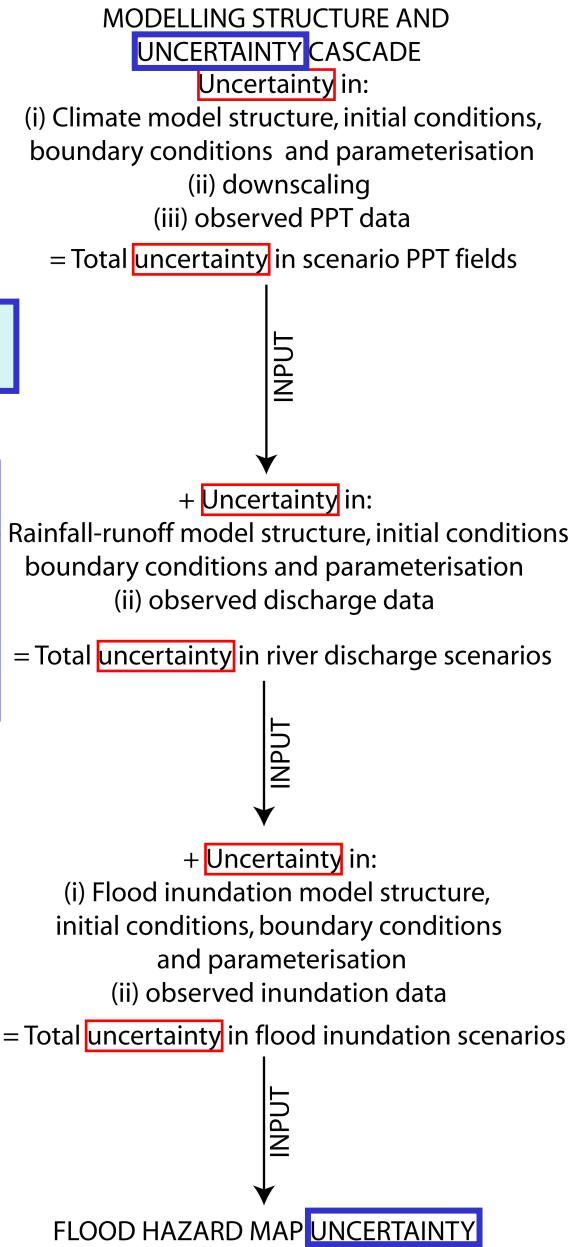 MODELLING STRUCTURE AND
UNCERTAINTY CASCADE
Uncertainty in:
(i) Climate model structure, initial conditions,
boundary conditions and parameterisation
(ii) downscaling
(iii) observed PPT data
= Total uncertainty in scenario PPT fields
INPUT
+ Uncertainty in:
Rainfall-runoff model structure, initial conditions
boundary conditions and parameterisation
(ii) observed discharge data
= Total uncertainty in river discharge scenarios
INPUT
+ Uncertainty in:
(i) Flood inundation model structure,
initial conditions, boundary conditions
and parameterisation
(ii) observed inundation data
= Total uncertainty in flood inundation scenarios
INPUT
FLOOD HAZARD MAP UNCERTAINTY